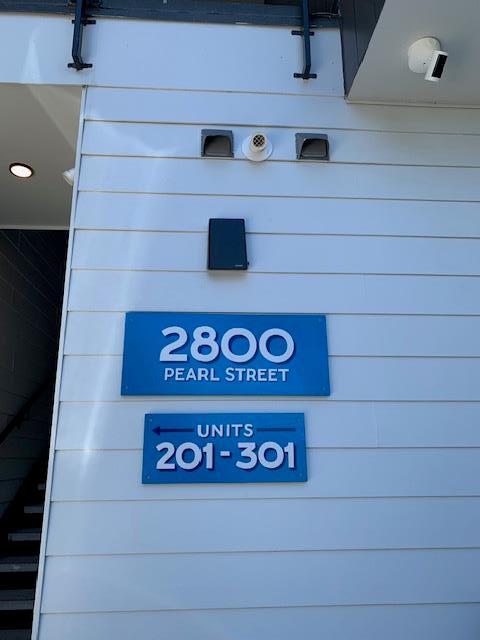 2800
PEARL STREET
UNITS
201-301